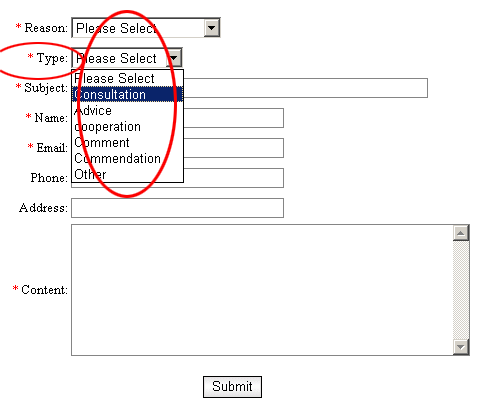 * Reason: Please Select
* Type: Please Select
Please Select
* Subject:
Consultation
Advice
* Name:
cooperation
* Email:
Comment
Commendation
Phone:
Other
Address:
* Content:
Submit